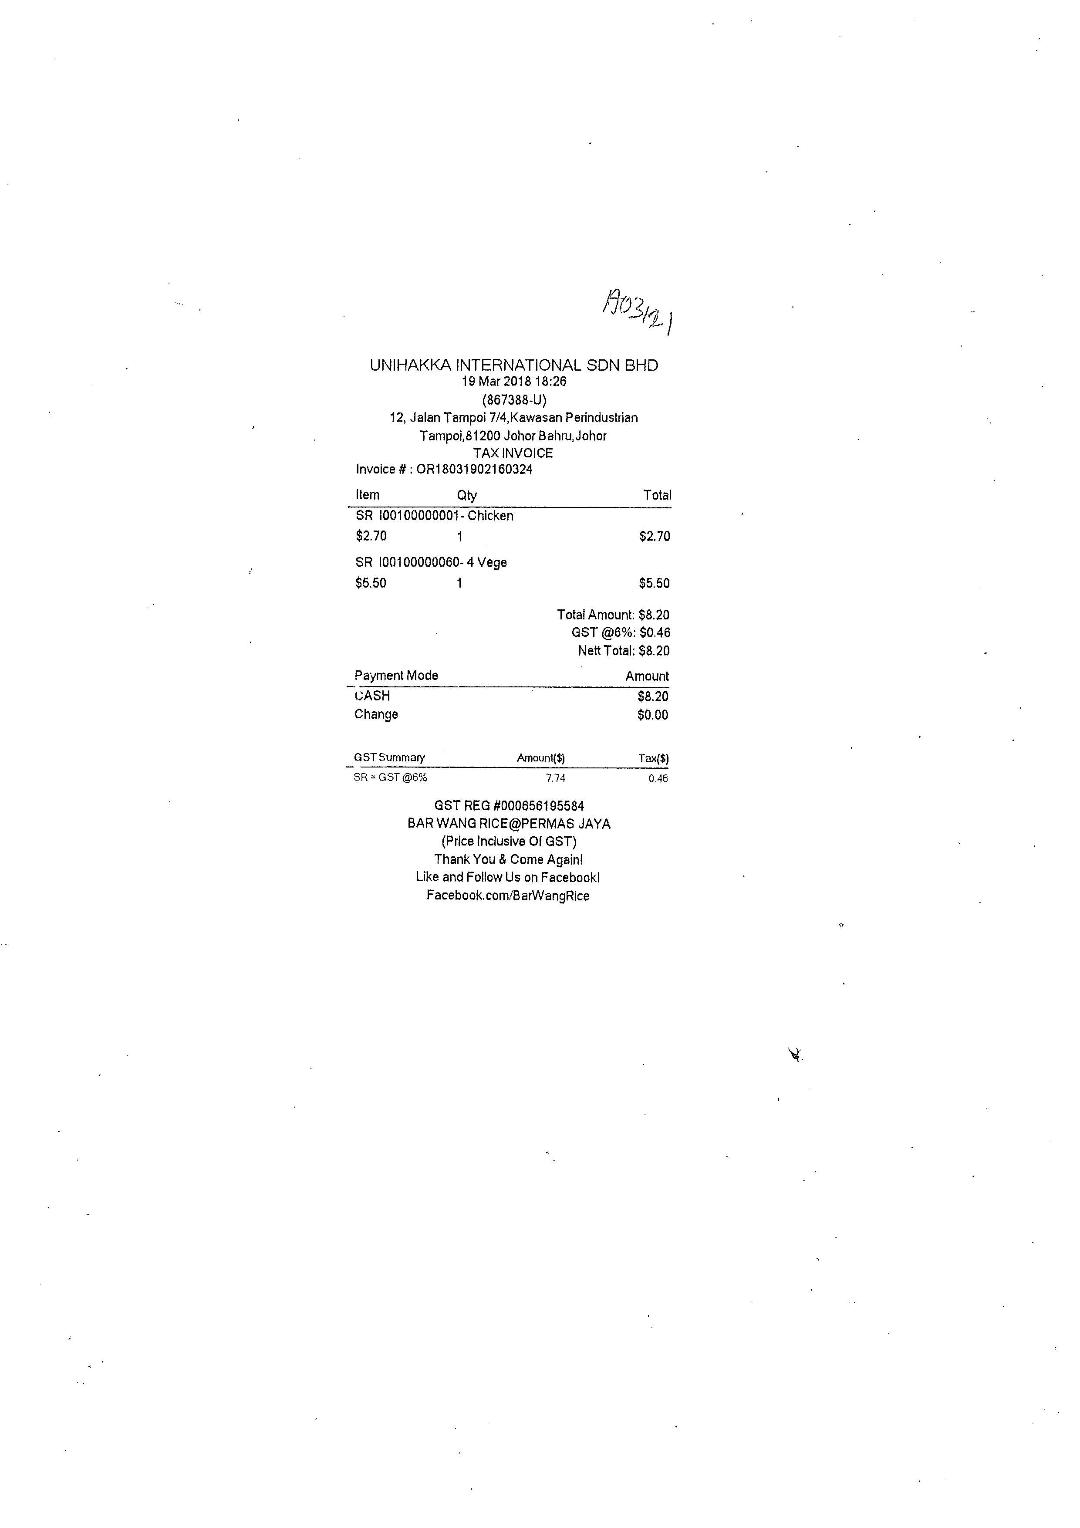 UNIHAKKA INTERNATIONAL SDN BHD
19 Mar 2018 18:26
(867388-U)
12, Jalan Tampoi 7/4,Kawasan Perindustrian
Tampoi,81200 Johor Bahru,Johor
TAX INVOICE
Invoice # : OR18031902160324
Item Qty Total
SR I00100000001- Chicken
$2.70 1 $2.70
SR I00100000060- 4 Vege
$5.50 1 $5.50
Total Amount: $8.20
GST @6%: $0.46
Nett Total: $8.20
Payment Mode Amount
CASH $8.20
Change $0.00
GST Summary Amount($) Tax($)
SR = GST @6% 7.74 0.46
GST REG #000656195584
BAR WANG RICE@PERMAS JAYA
(Price Inclusive Of GST)
Thank You & Come Again!
Like and Follow Us on Facebook!
Facebook.com/BarWangRice